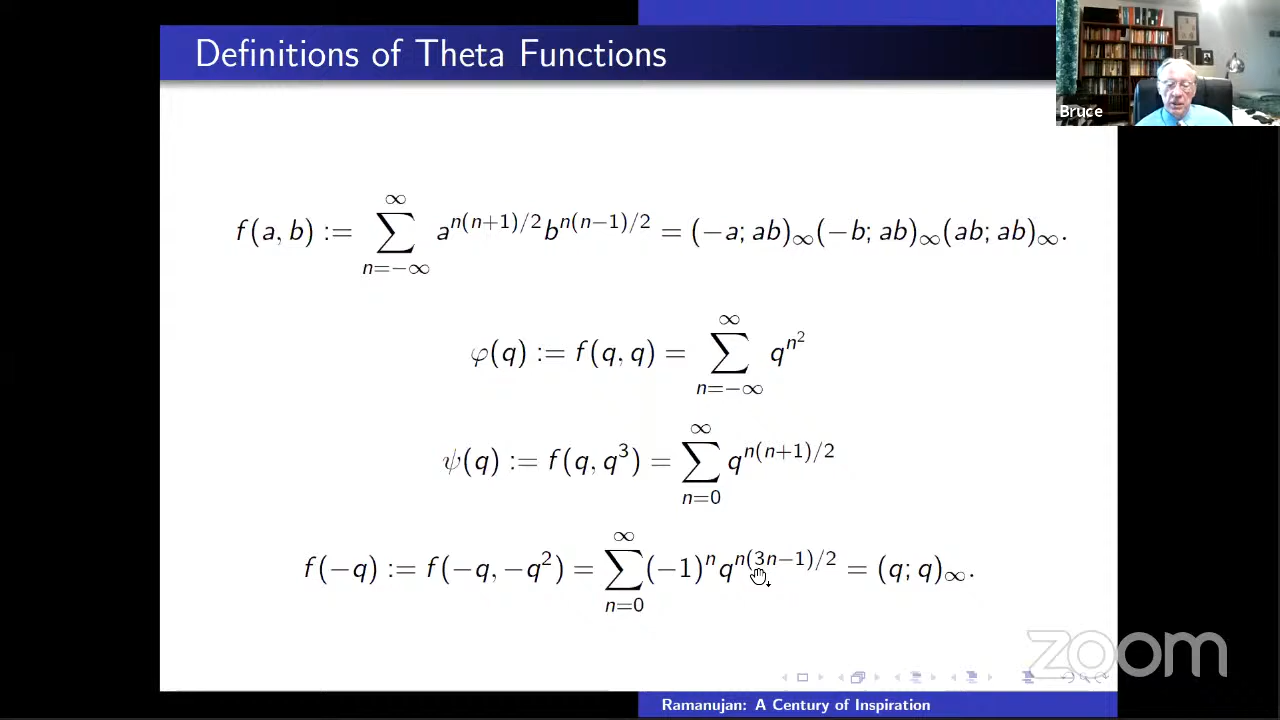 Definitions of Theta Functions
Bruce
f(a, b) := ∑_{n=−∞}^{∞} a^{n(n+1)/2} b^{n(n−1)/2} = (−a; ab)_∞(−b; ab)_∞(ab; ab)_∞.
φ(q) := f(q, q) = ∑_{n=−∞}^{∞} q^{n^2}
ψ(q) := f(q, q^3) = ∑_{n=0}^{∞} q^{n(n+1)/2}
f(−q) := f(−q, −q^2) = ∑_{n=0}^{∞} (−1)^n q^{n(3n−1)/2} = (q; q)_∞.
zoom
Ramanujan: A Century of Inspiration